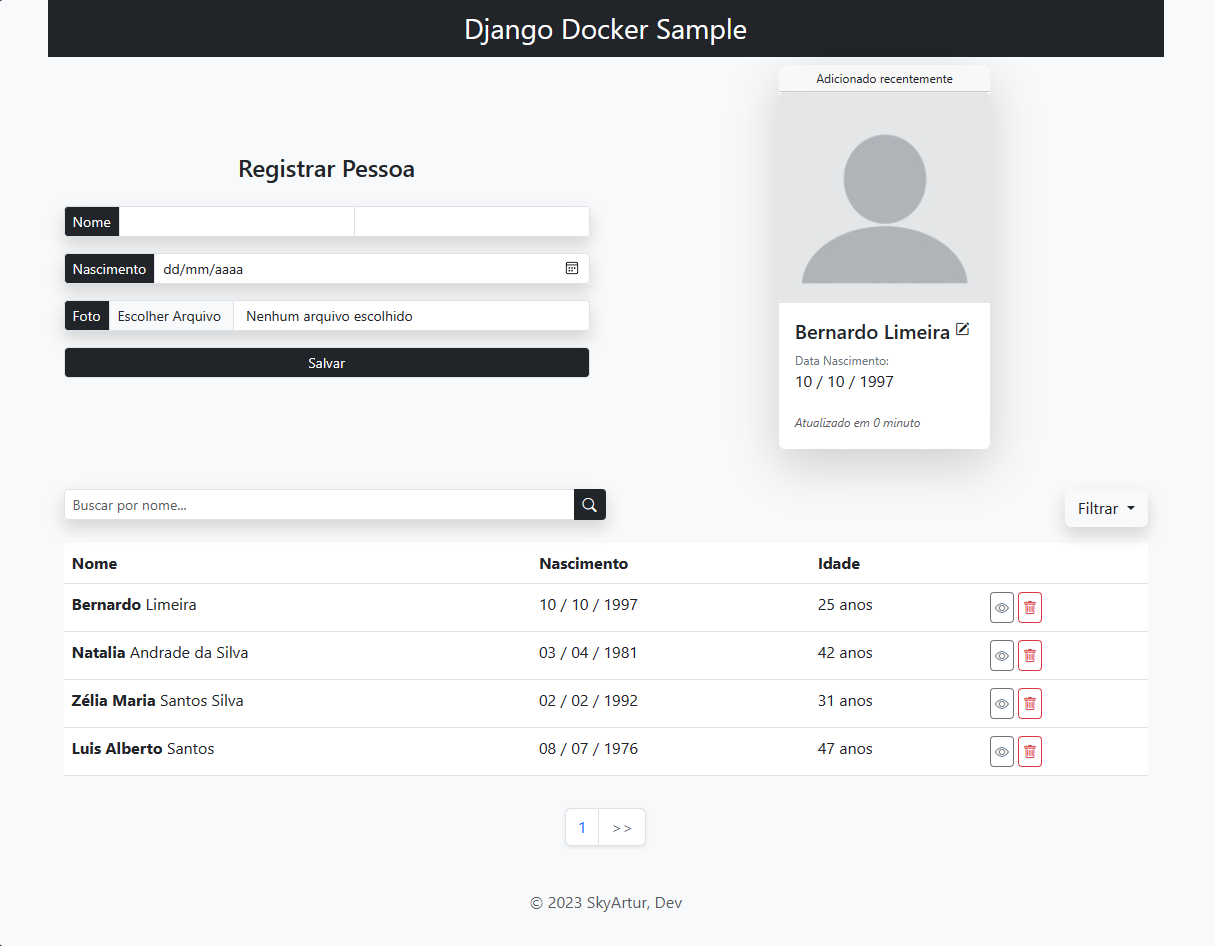 Django Docker Sample
Adicionado recentemente
Registrar Pessoa
Nome
Nascimento dd/mm/aaaa
Foto Escolher Arquivo Nenhum arquivo escolhido
Salvar
Bernardo Limeira
Data Nascimento:
10 / 10 / 1997
Atualizado em 0 minuto
Buscar por nome...
Filtrar
Nome Nascimento Idade
Bernardo Limeira 10 / 10 / 1997 25 anos
Natalia Andrade da Silva 03 / 04 / 1981 42 anos
Zélia Maria Santos Silva 02 / 02 / 1992 31 anos
Luis Alberto Santos 08 / 07 / 1976 47 anos
1 >>
© 2023 SkyArtur, Dev